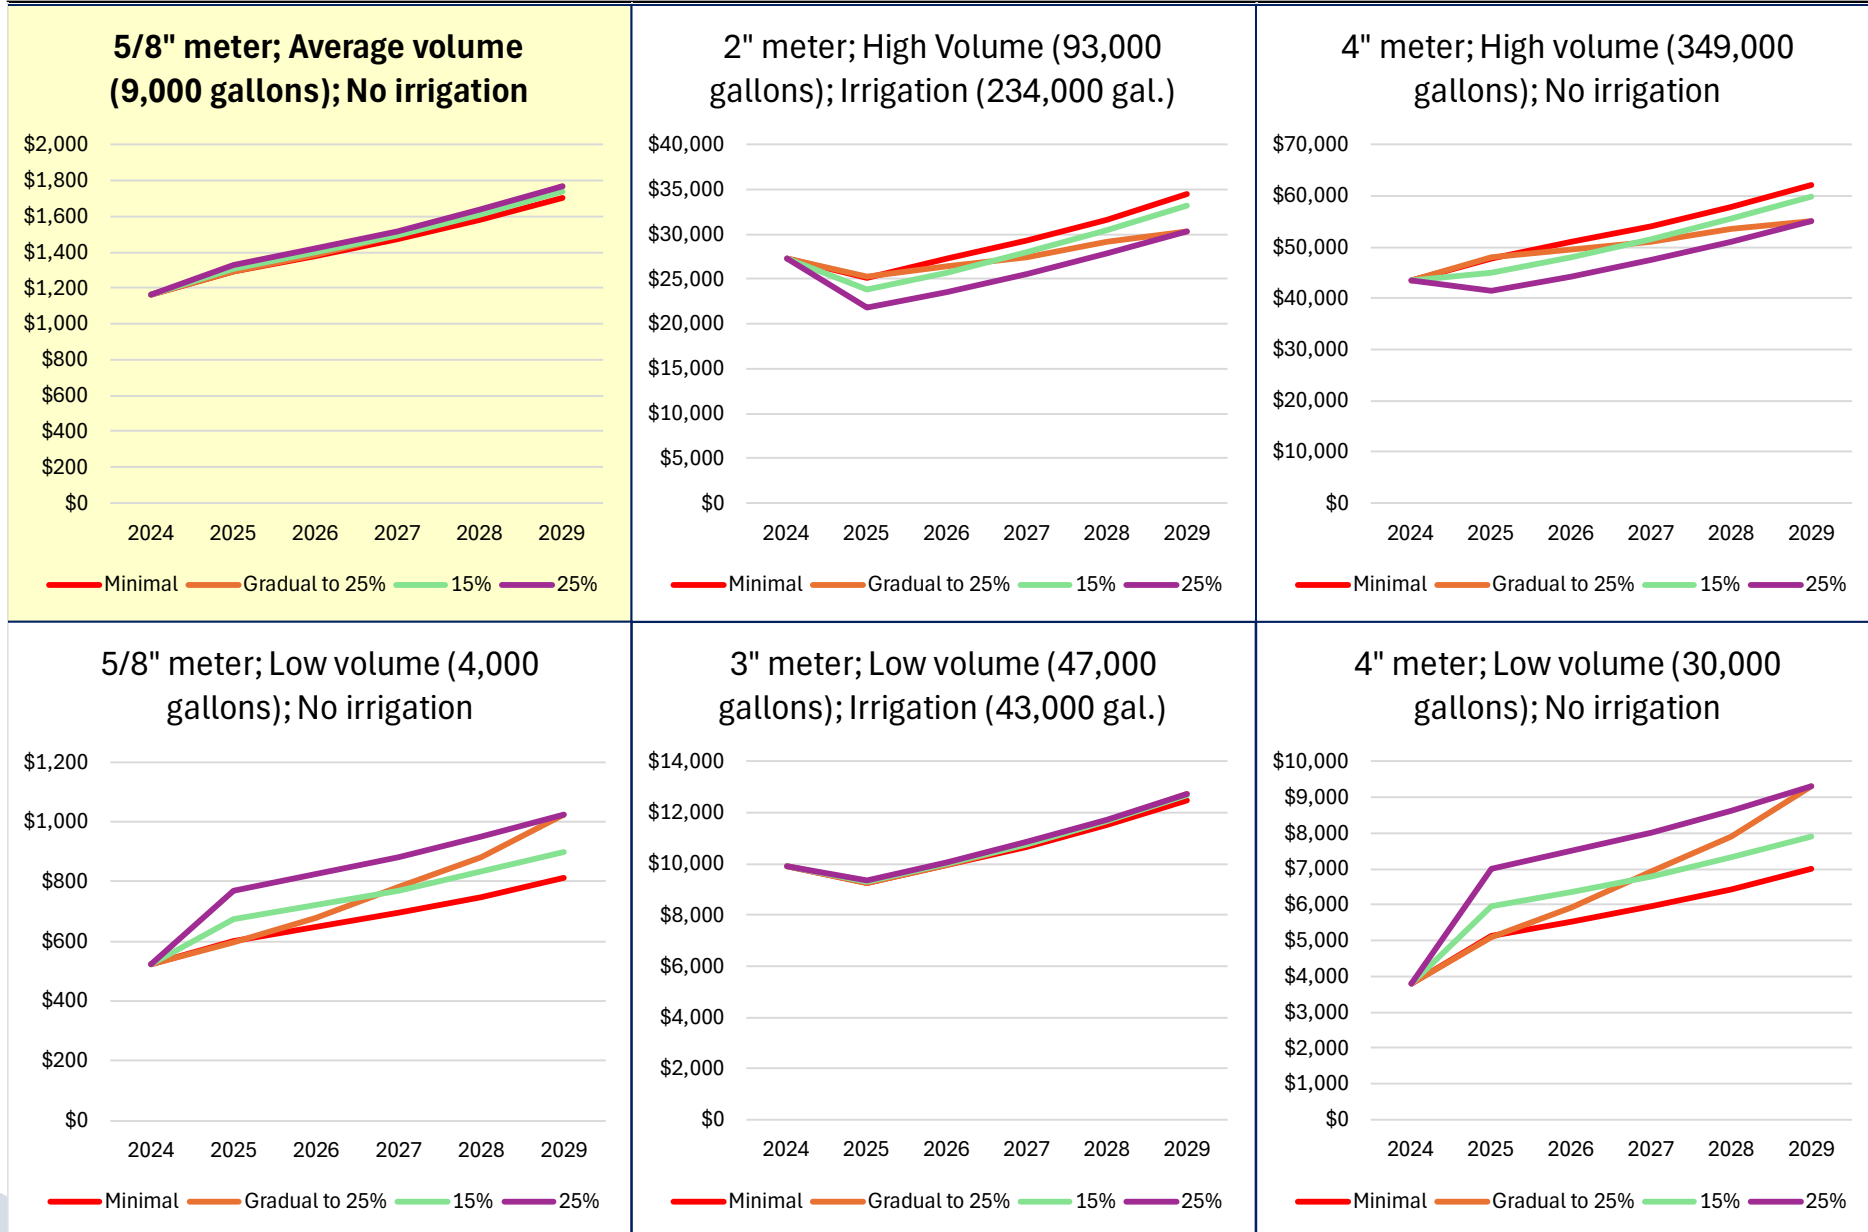 5/8" meter; Average volume
(9,000 gallons); No irrigation
$2,000
$1,800
$1,600
$1,400
$1,200
$1,000
$800
$600
$400
$200
$0
2024 2025 2026 2027 2028 2029
Minimal Gradual to 25% 15% 25%
2" meter; High Volume (93,000
gallons); Irrigation (234,000 gal.)
$40,000
$35,000
$30,000
$25,000
$20,000
$15,000
$10,000
$5,000
$0
2024 2025 2026 2027 2028 2029
Minimal Gradual to 25% 15% 25%
4" meter; High volume (349,000
gallons); No irrigation
$70,000
$60,000
$50,000
$40,000
$30,000
$20,000
$10,000
$0
2024 2025 2026 2027 2028 2029
Minimal Gradual to 25% 15% 25%
5/8" meter; Low volume (4,000
gallons); No irrigation
$1,200
$1,000
$800
$600
$400
$200
$0
2024 2025 2026 2027 2028 2029
Minimal Gradual to 25% 15% 25%
3" meter; Low volume (47,000
gallons); Irrigation (43,000 gal.)
$14,000
$12,000
$10,000
$8,000
$6,000
$4,000
$2,000
$0
2024 2025 2026 2027 2028 2029
Minimal Gradual to 25% 15% 25%
4" meter; Low volume (30,000
gallons); No irrigation
$10,000
$9,000
$8,000
$7,000
$6,000
$5,000
$4,000
$3,000
$2,000
$1,000
$0
2024 2025 2026 2027 2028 2029
Minimal Gradual to 25% 15% 25%